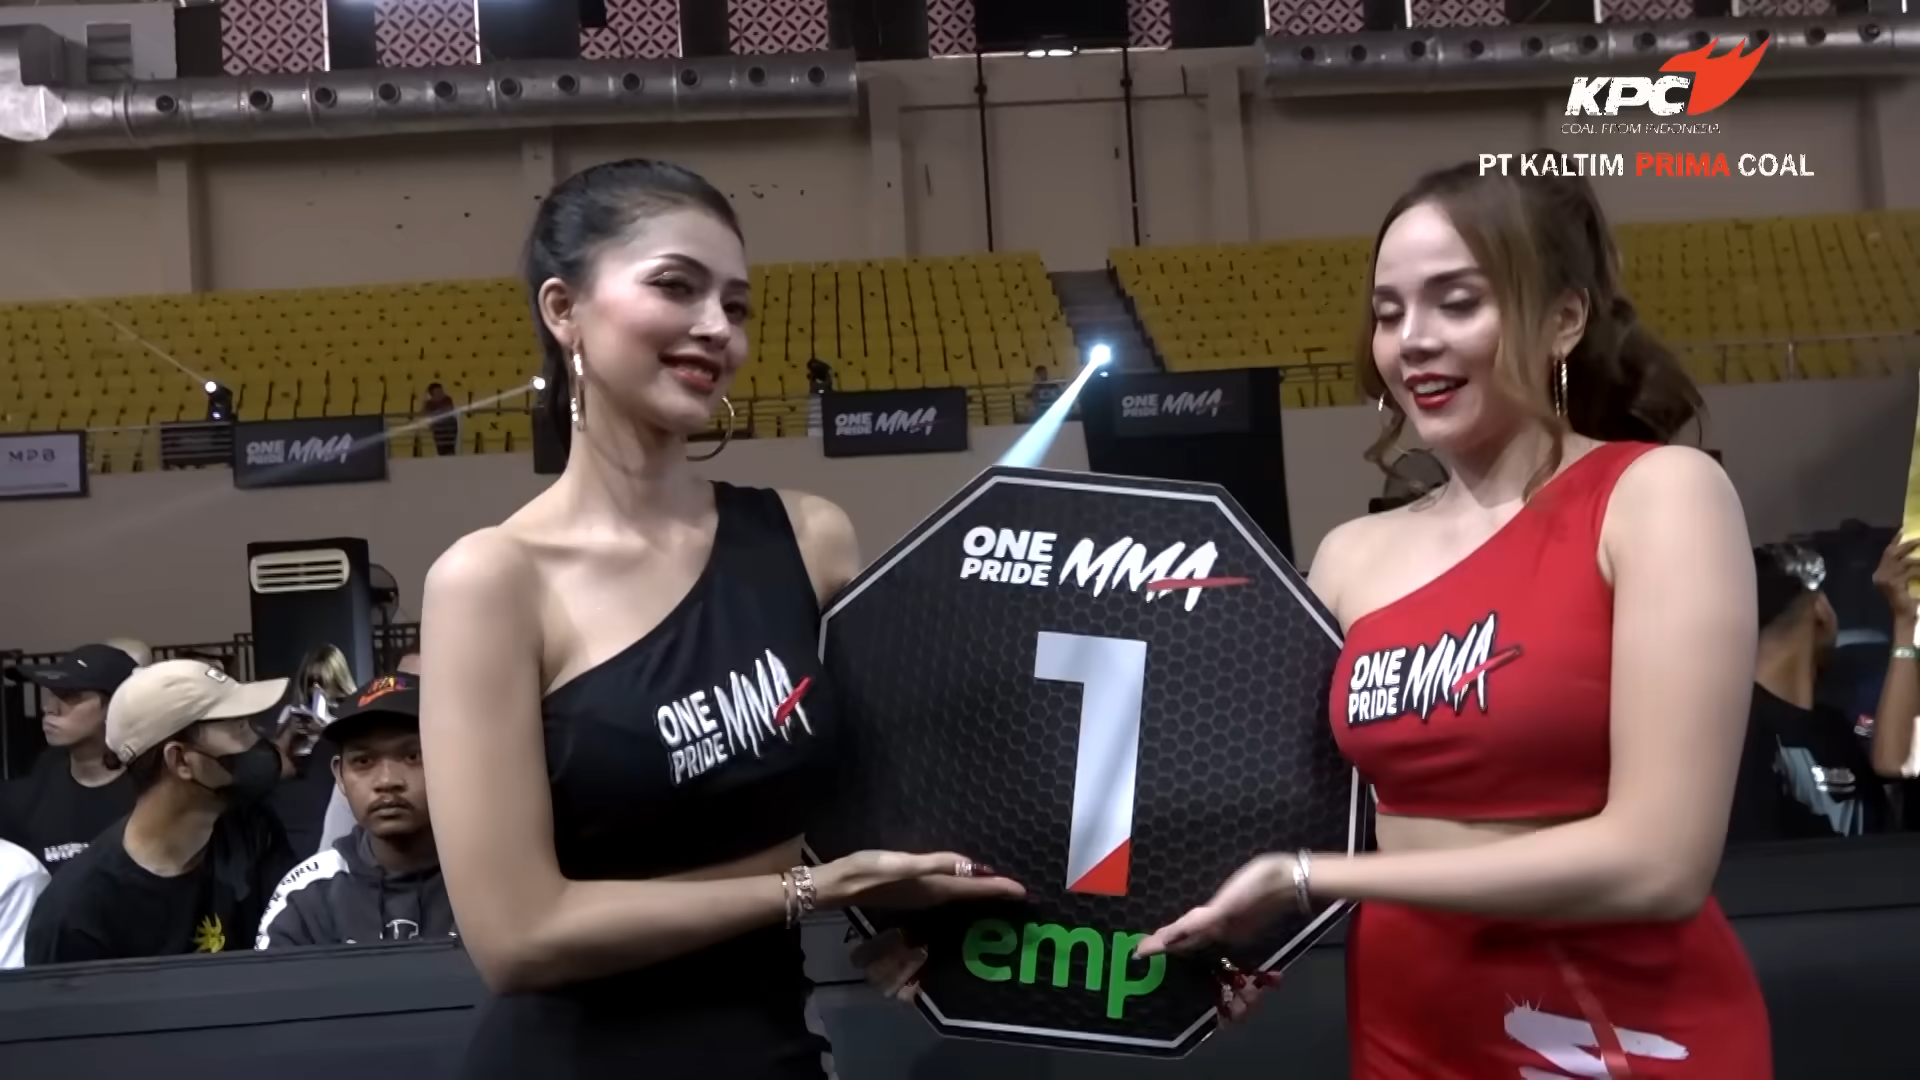 KPC
COAL FROM INDONESIA
PT KALTIM PRIMA COAL
MPB
ONE PRIDE MMA
ONE PRIDE MMA
ONE PRIDE MMA
ONE PRIDE MMA
1
emp
ONE PRIDE MMA
ONE PRIDE MMA